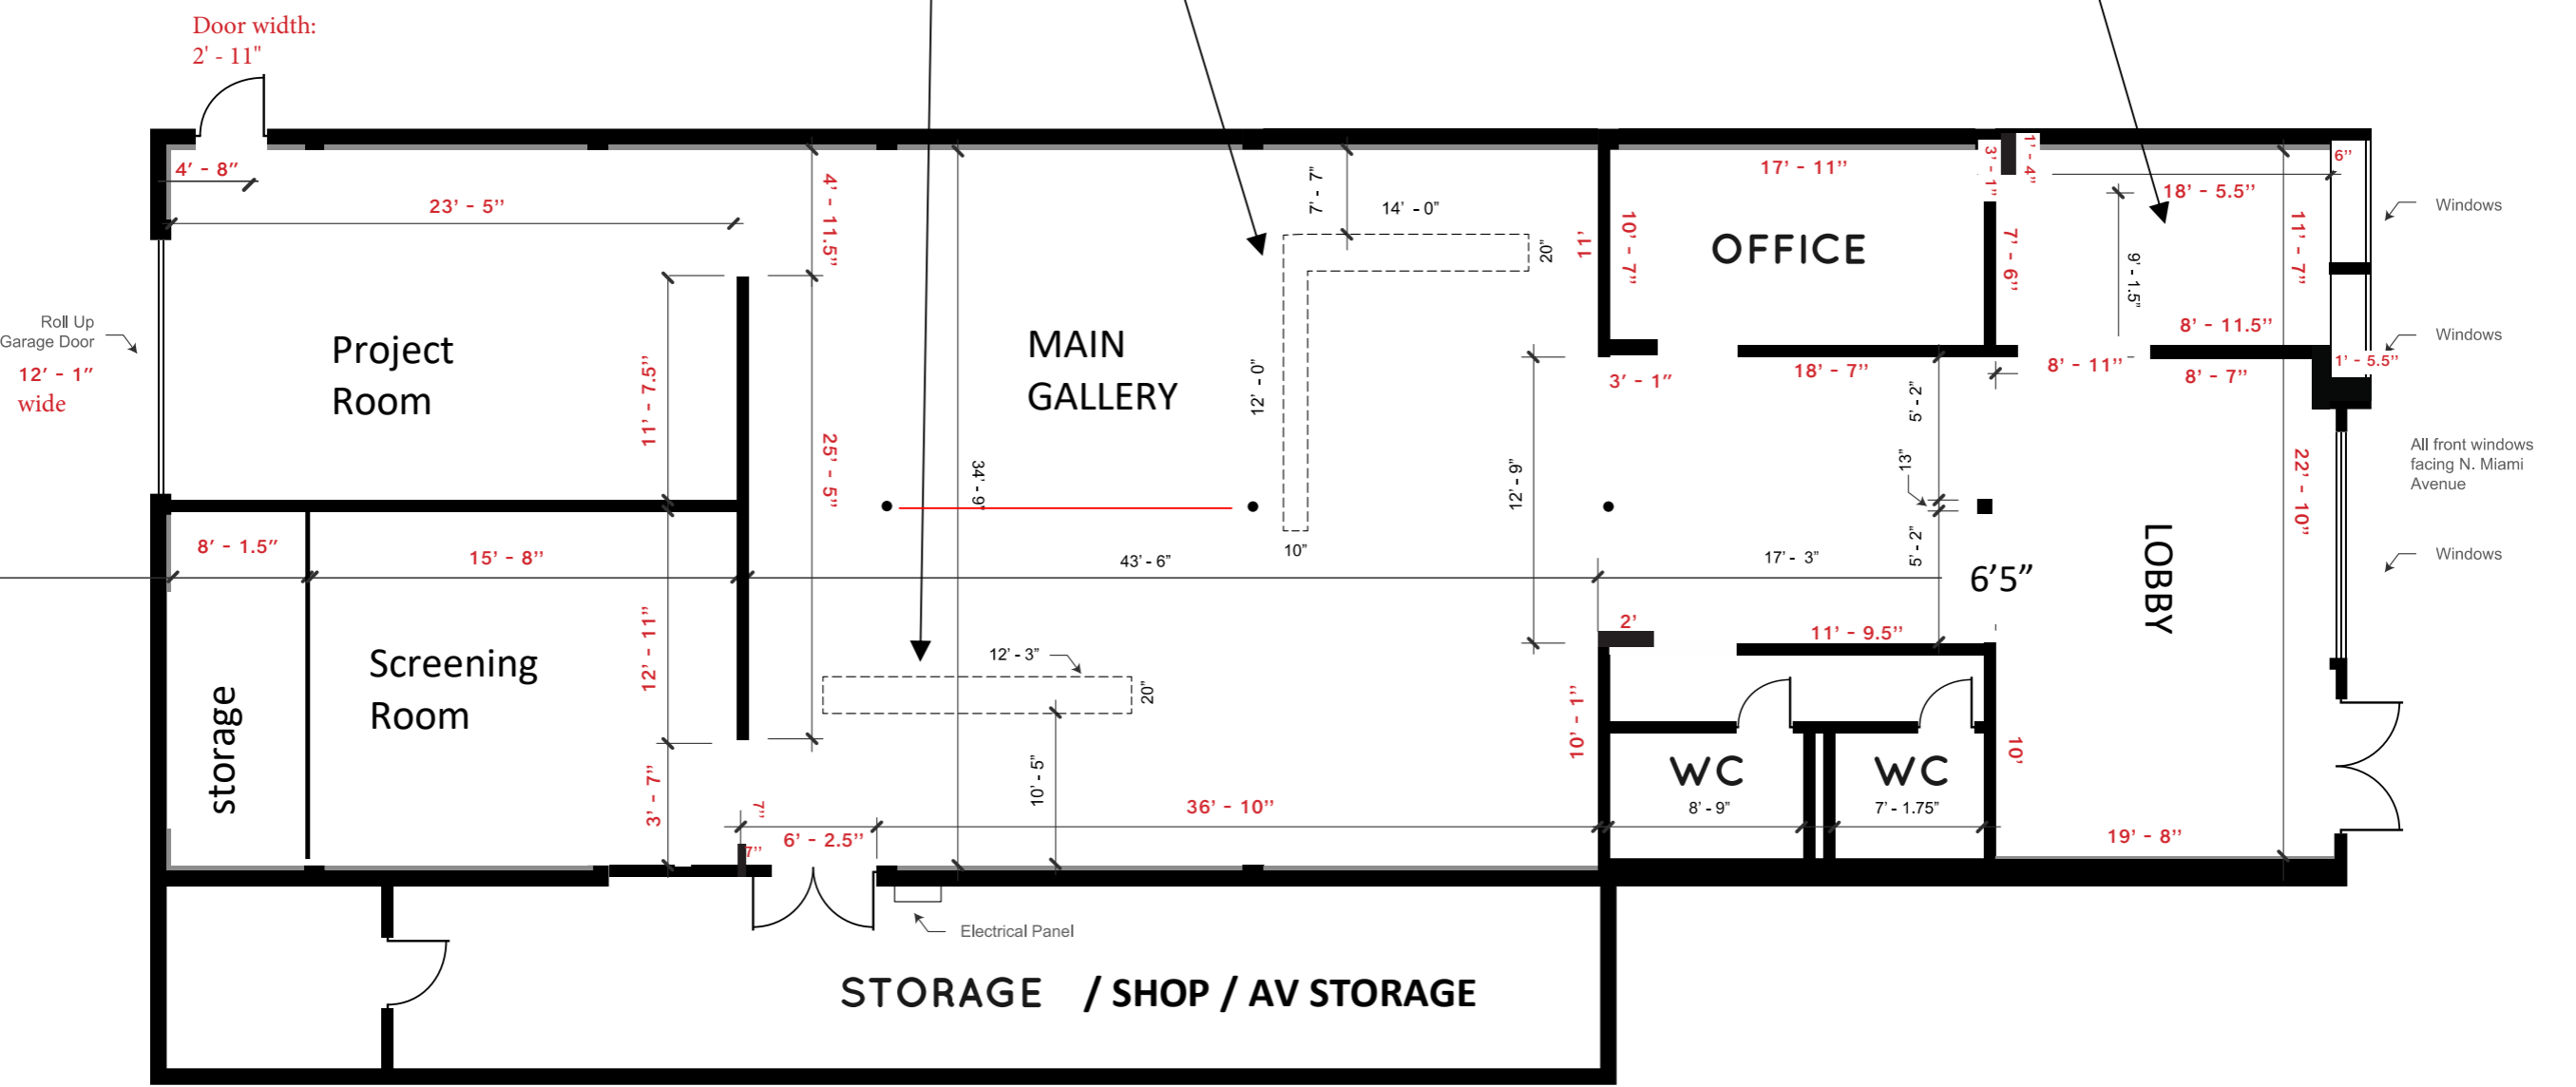 Door width:
2' - 11"
4’ - 8”
23’ - 5’’
4’ - 11.5’’
7’ - 7”
14’ - 0”
20”
11’
10’ - 7’’
17’ - 11’’
OFFICE
3’ - 1’’
1’ - 4’’
7’ - 6’’
18’ - 5.5’’
9’ - 1.5”
11’ - 7’’
6’’
Windows
Roll Up
Garage Door
12’ - 1”
wide
Project
Room
11’ - 7.5’’
25’ - 5’’
MAIN
GALLERY
34’ - 9”
12’ - 0”
10”
12’ - 9”
3’ - 1”
18’ - 7’’
5’ - 2”
13”
5’ - 2”
8’ - 11’’
8’ - 11.5’’
8’ - 7’’
1’ - 5.5’’
Windows
All front windows
facing N. Miami
Avenue
22’ - 10’’
LOBBY
Windows
8’ - 1.5”
15’ - 8’’
43’ - 6”
17’ - 3”
6’5”
storage
Screening
Room
12’ - 11’’
3’ - 7’’
12’ - 3”
20”
10’ - 5”
7’’
7’’
6’ - 2.5’’
36’ - 10’’
10’ - 1’’
2’
11’ - 9.5’’
WC
8’ - 9”
WC
7’ - 1.75”
10’
19’ - 8’’
Electrical Panel
STORAGE / SHOP / AV STORAGE